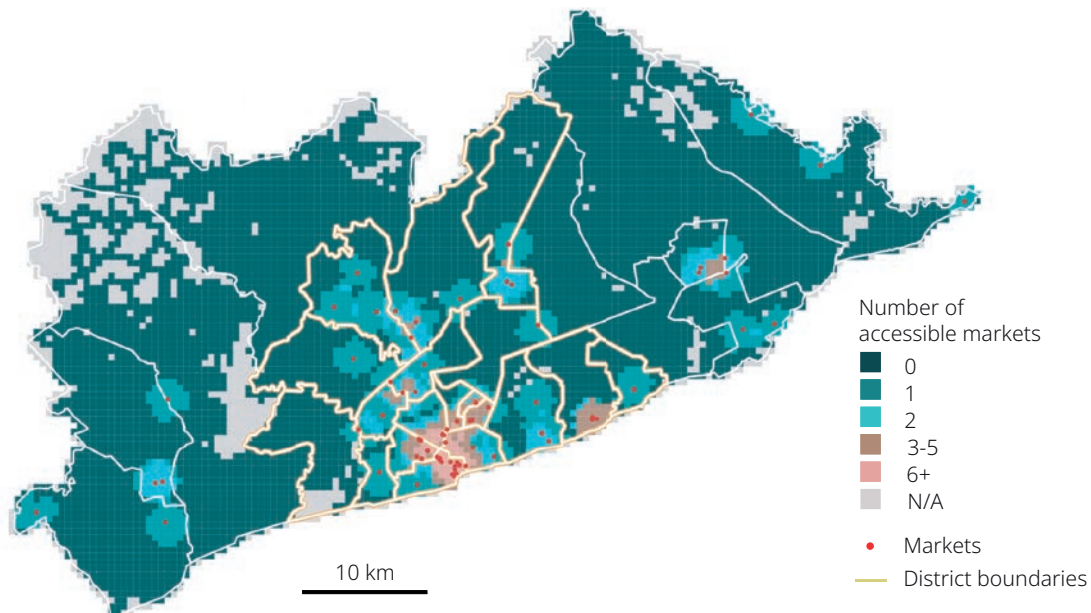 Number of
accessible markets
0
1
2
3-5
6+
N/A
Markets
District boundaries
10 km